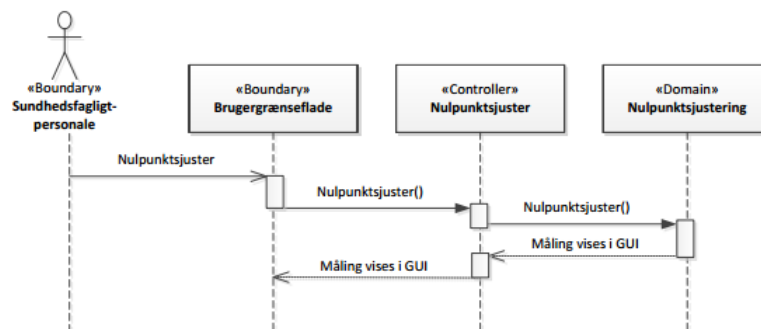 «Boundary»
Sundhedsfagligt-
personale
«Boundary»
Brugergrænseflade
«Controller»
Nulpunktsjuster
«Domain»
Nulpunktsjustering
Nulpunktsjuster
Nulpunktsjuster()
Nulpunktsjuster()
Måling vises i GUI
Måling vises i GUI